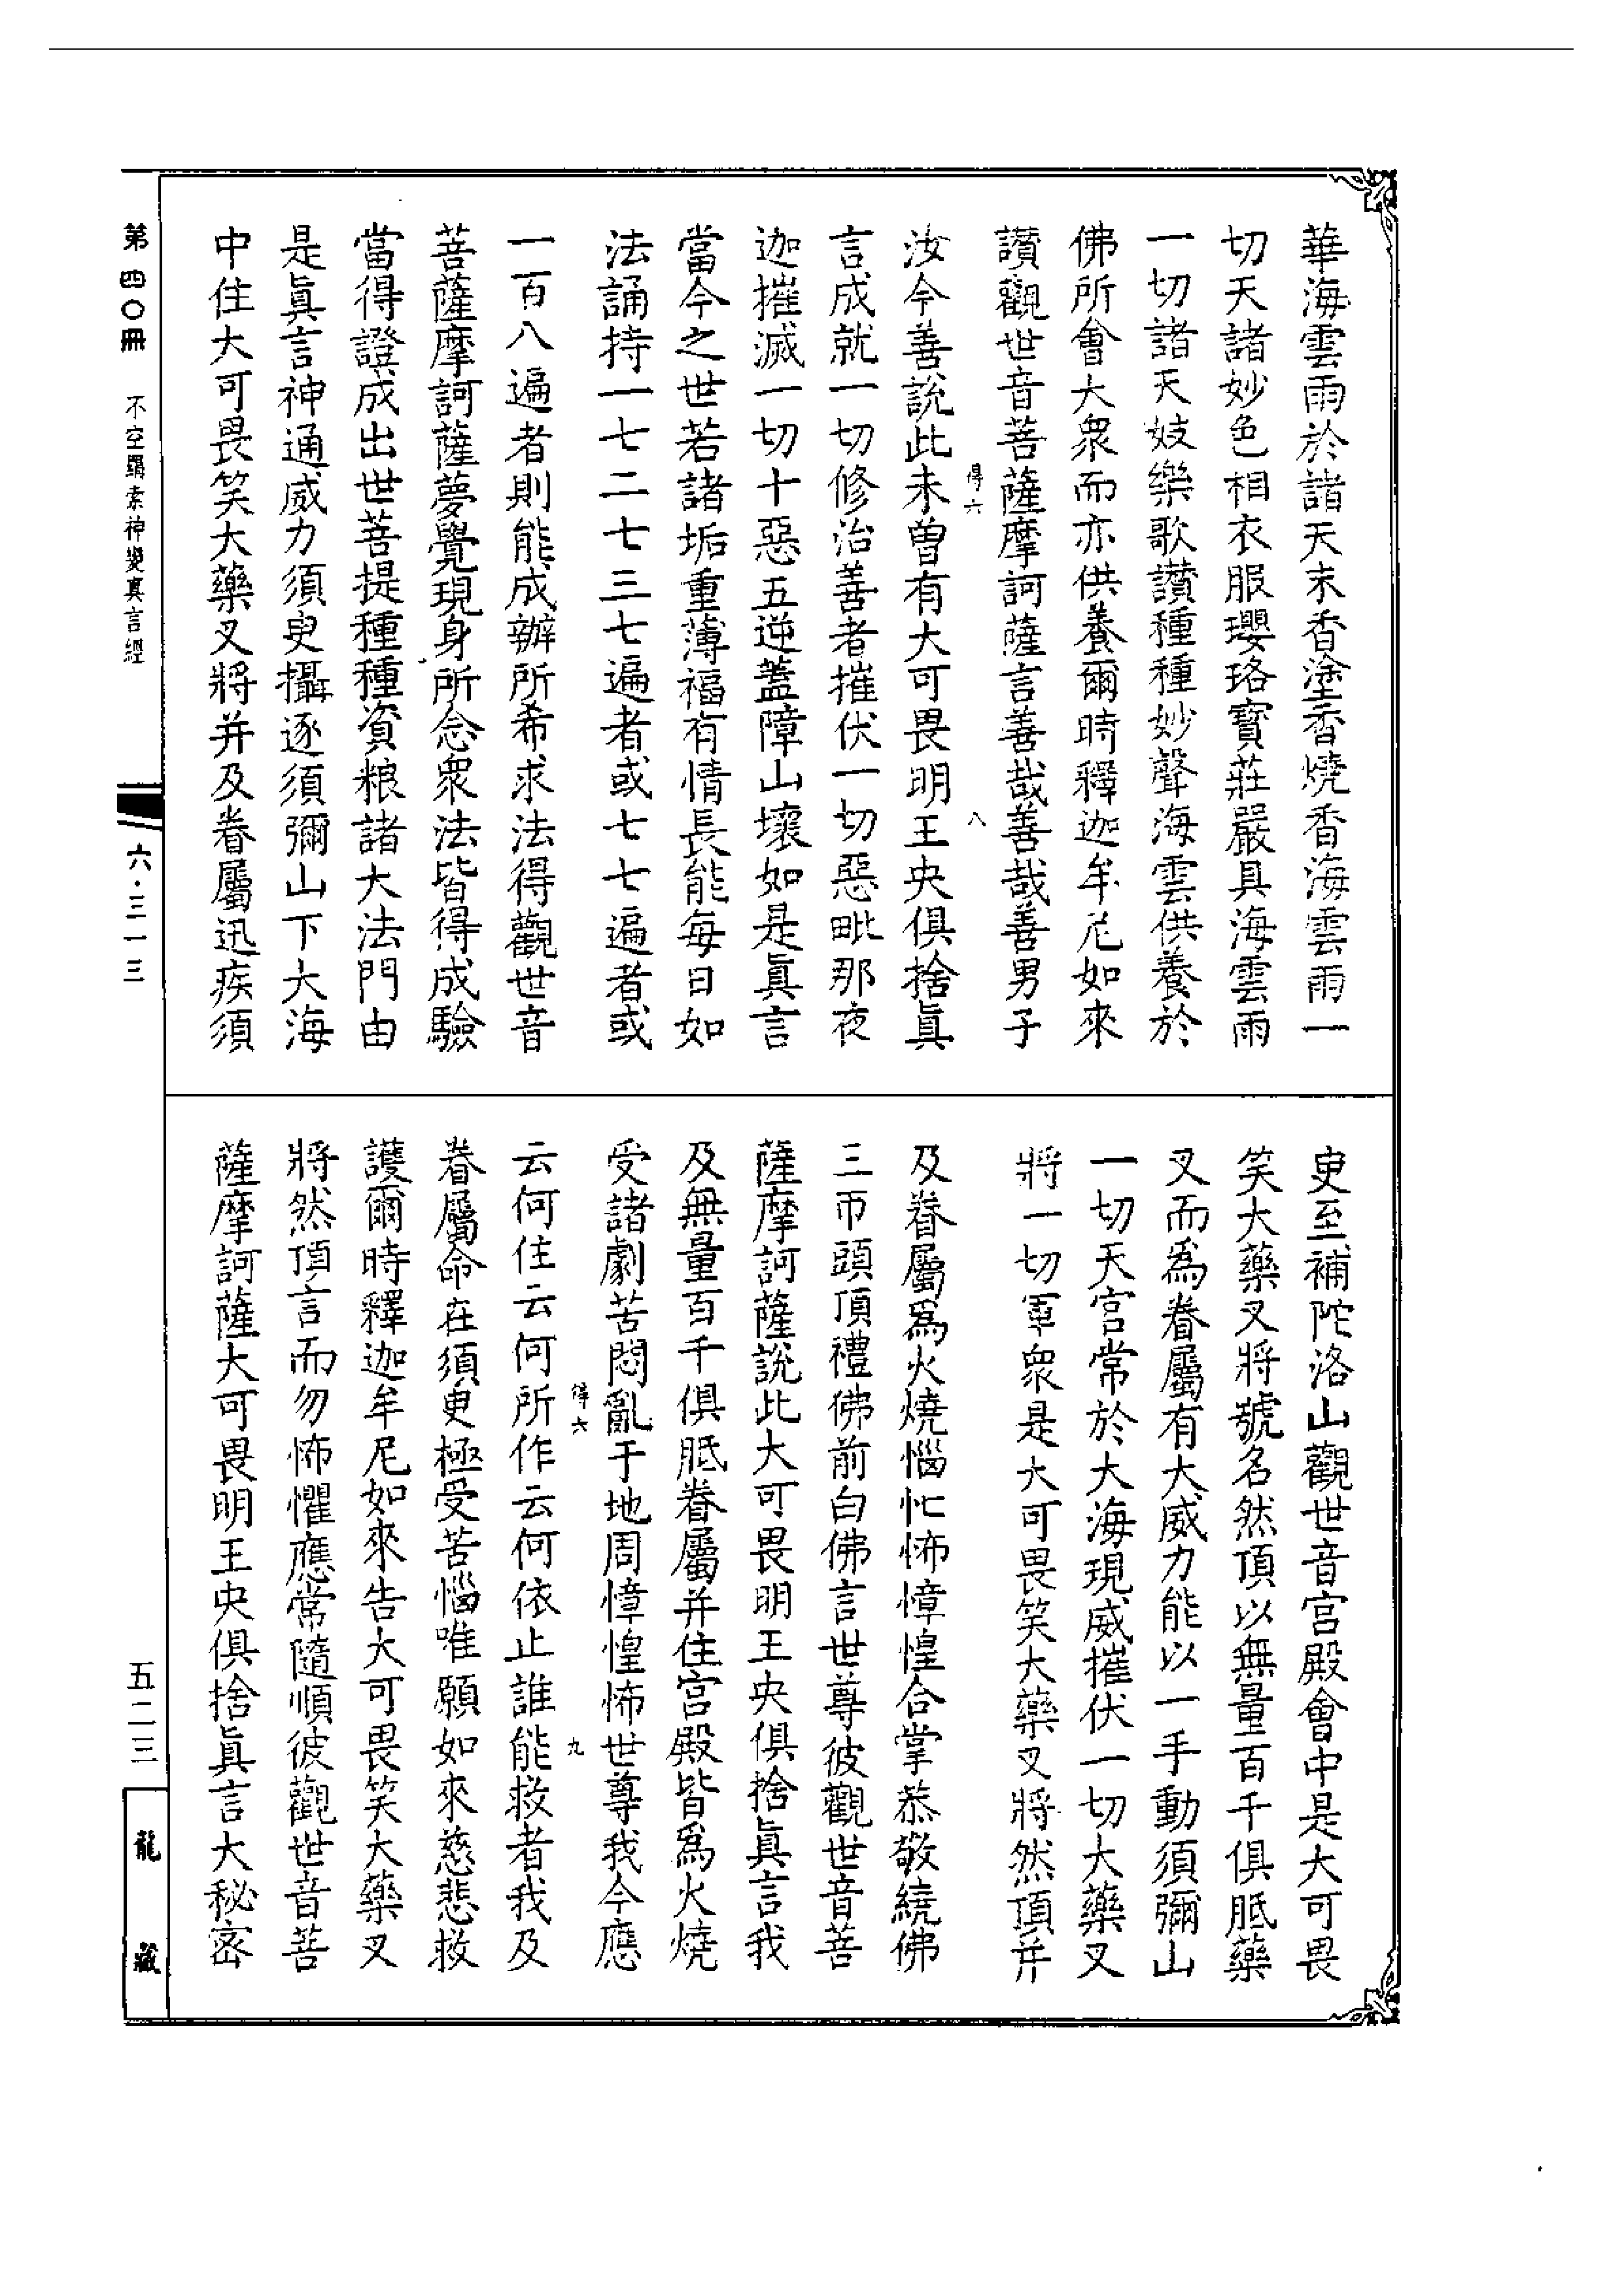 華海雲雨於諸天末香塗香燒香海雲雨一
切天諸妙色相衣服瓔珞寶莊嚴具海雲雨
一切諸天妓樂歌讚種種妙聲海雲供養於
佛所會大眾而亦供養爾時釋迦牟尼如來
讚觀世音菩薩摩訶薩言善哉善哉善男子
得六
八
汝今善說此未曾有大可畏明王央俱捨眞
言成就一切修治善者摧伏一切惡毗那夜
迦摧滅一切十惡五逆蓋障山壞如是眞言
當今之世若諸垢重薄福有情長能每日如
法誦持一七二七三七遍者或七七遍者或
一百八遍者則能成辦所希求法得觀世音
菩薩摩訶薩夢覺現身所念眾法皆得成驗
當得證成出世菩提種種資粮諸大法門由
是眞言神通威力須臾攝逐須彌山下大海
中住大可畏笑大藥叉將并及眷屬迅疾須
臾至補陀洛山觀世音宮殿會中是大可畏
笑大藥叉將號名然頂以無量百千俱胝藥
叉而爲眷屬有大威力能以一手動須彌山
一切天宮常於大海現威摧伏一切大藥叉
將一切軍眾是大可畏笑大藥叉將然頂并
及眷屬爲火燒惱忙怖慞惶合掌恭敬繞佛
三帀頭頂禮佛前白佛言世尊彼觀世音菩
薩摩訶薩說此大可畏明王央俱捨眞言我
及無量百千俱胝眷屬并住宮殿皆爲火燒
受諸劇苦悶亂于地周慞惶怖世尊我今應
得六
九
云何住云何所作云何依止誰能救者我及
眷屬命在須臾極受苦惱唯願如來慈悲救
護爾時釋迦牟尼如來告大可畏笑大藥叉
將然頂言而勿怖懼應常隨順彼觀世音菩
薩摩訶薩大可畏明王央俱捨眞言大秘密
第四〇冊 不空羂索神變真言經
六·三一三
五二三
龍藏